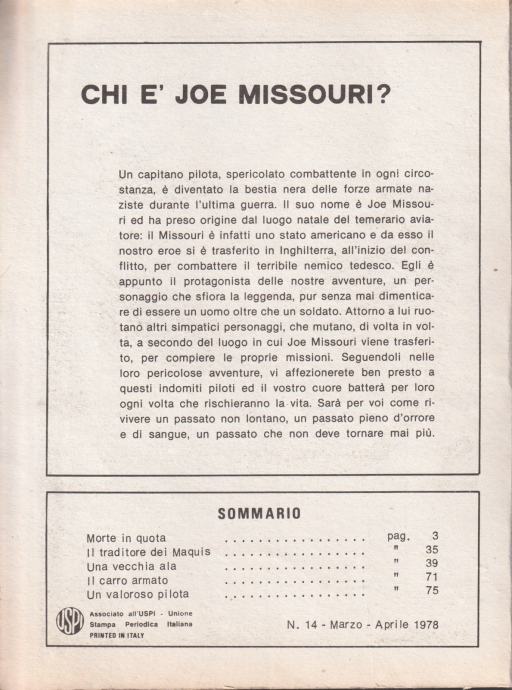 CHI E' JOE MISSOURI?
Un capitano pilota, spericolato combattente in ogni circo-
stanza, è diventato la bestia nera delle forze armate na-
ziste durante l'ultima guerra. Il suo nome è Joe Missou-
ri ed ha preso origine dal luogo natale del temerario avia-
tore: il Missouri è infatti uno stato americano e da esso il
nostro eroe si è trasferito in Inghilterra, all'inizio del con-
flitto, per combattere il terribile nemico tedesco. Egli è
appunto il protagonista delle nostre avventure, un per-
sonaggio che sfiora la leggenda, pur senza mai dimentica-
re di essere un uomo oltre che un soldato. Attorno a lui ruo-
tano altri simpatici personaggi, che mutano, di volta in vol-
ta, a secondo del luogo in cui Joe Missouri viene trasferi-
to, per compiere le proprie missioni. Seguendoli nelle
loro pericolose avventure, vi affezionerete ben presto a
questi indomiti piloti ed il vostro cuore batterà per loro
ogni volta che rischieranno la vita. Sarà per voi come ri-
vivere un passato non lontano, un passato pieno d'orrore
e di sangue, un passato che non deve tornare mai più.
SOMMARIO
Morte in quota . . . . . . . . . . . . . . . . . pag. 3
Il traditore dei Maquis . . . . . . . . . . . . . . . . . " 35
Una vecchia ala . . . . . . . . . . . . . . . . . " 39
Il carro armato . . . . . . . . . . . . . . . . . " 71
Un valoroso pilota . . . . . . . . . . . . . . . . . " 75
USPI
Associato all'USPI - Unione
Stampa Periodica Italiana
PRINTED IN ITALY
N. 14 - Marzo - Aprile 1978